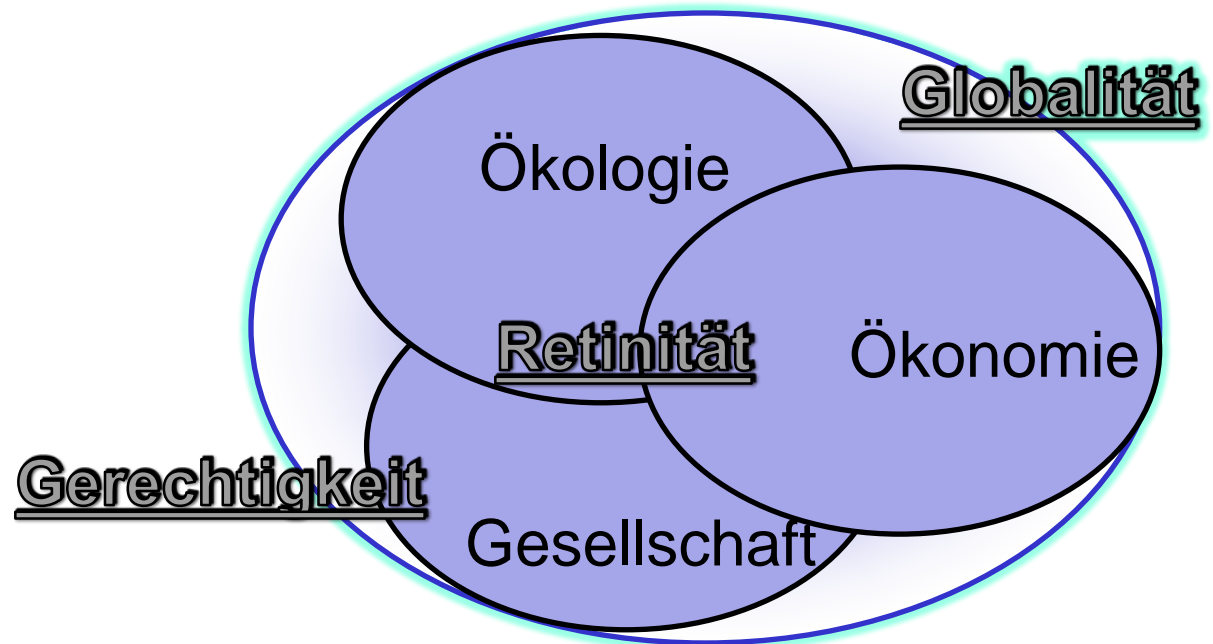 Globalität
Ökologie
Retinität
Ökonomie
Gerechtigkeit
Gesellschaft